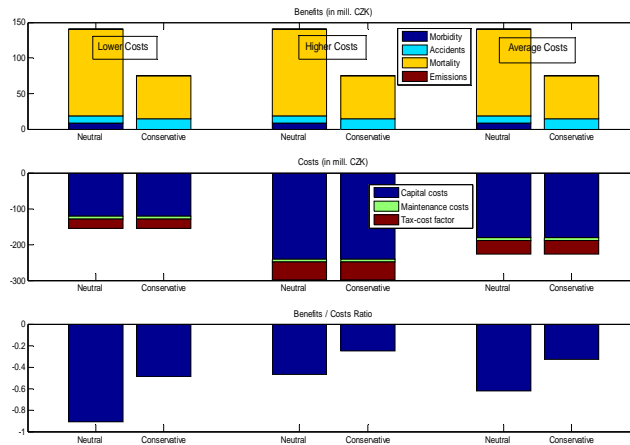 Benefits (in mill. CZK)
150
100
50
0
Lower Costs
Higher Costs
Average Costs
Morbidity
Accidents
Mortality
Emissions
Neutral Conservative Neutral Conservative Neutral Conservative
Costs (in mill. CZK)
0
-100
-200
-300
Capital costs
Maintenance costs
Tax-cost factor
Neutral Conservative Neutral Conservative Neutral Conservative
Benefits / Costs Ratio
0
-0.2
-0.4
-0.6
-0.8
-1
Neutral Conservative Neutral Conservative Neutral Conservative